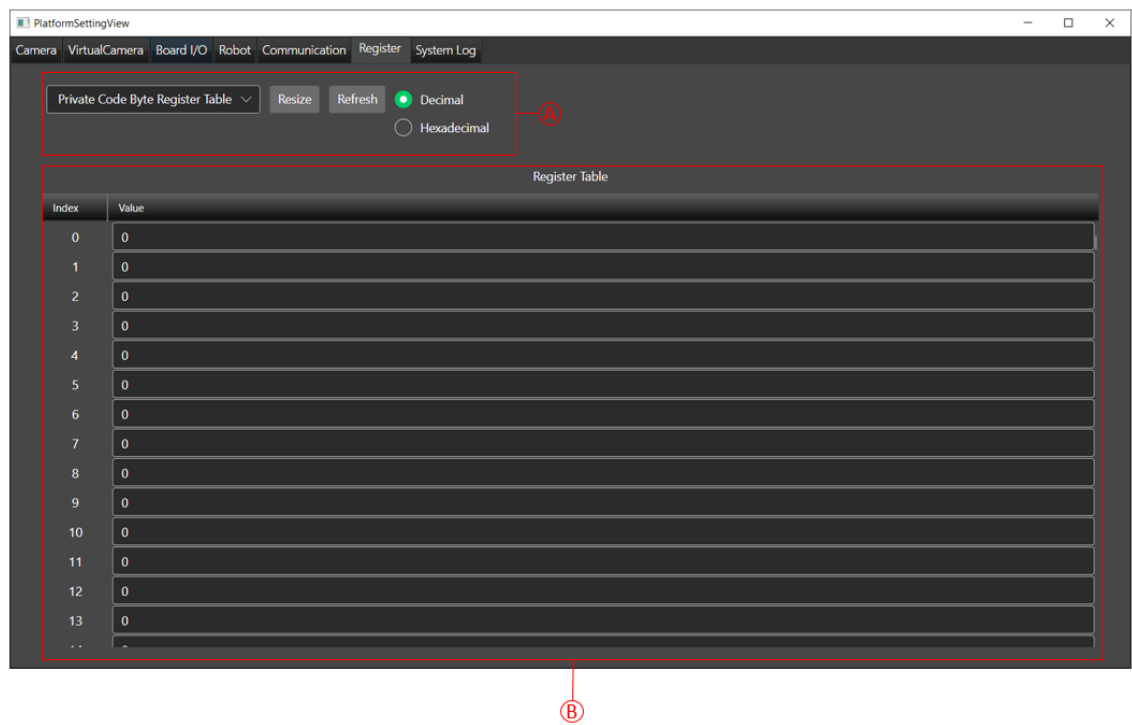 PlatformSettingView
Camera VirtualCamera Board I/O Robot Communication Register System Log
Private Code Byte Register Table Resize Refresh Decimal
Hexadecimal
Ⓐ
Register Table
Index Value
0 0
1 0
2 0
3 0
4 0
5 0
6 0
7 0
8 0
9 0
10 0
11 0
12 0
13 0
Ⓑ